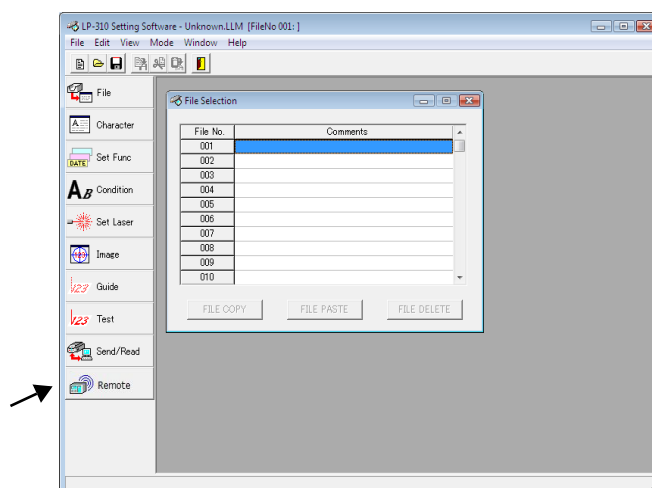 LP-310 Setting Software - Unknown.LLM [FileNo 001: ]
File Edit View Mode Window Help
File
Character
Set Func
Condition
Set Laser
Image
Guide
Test
Send/Read
Remote
File Selection
File No. Comments
001
002
003
004
005
006
007
008
009
010
FILE COPY FILE PASTE FILE DELETE
DATE
A B
123
123